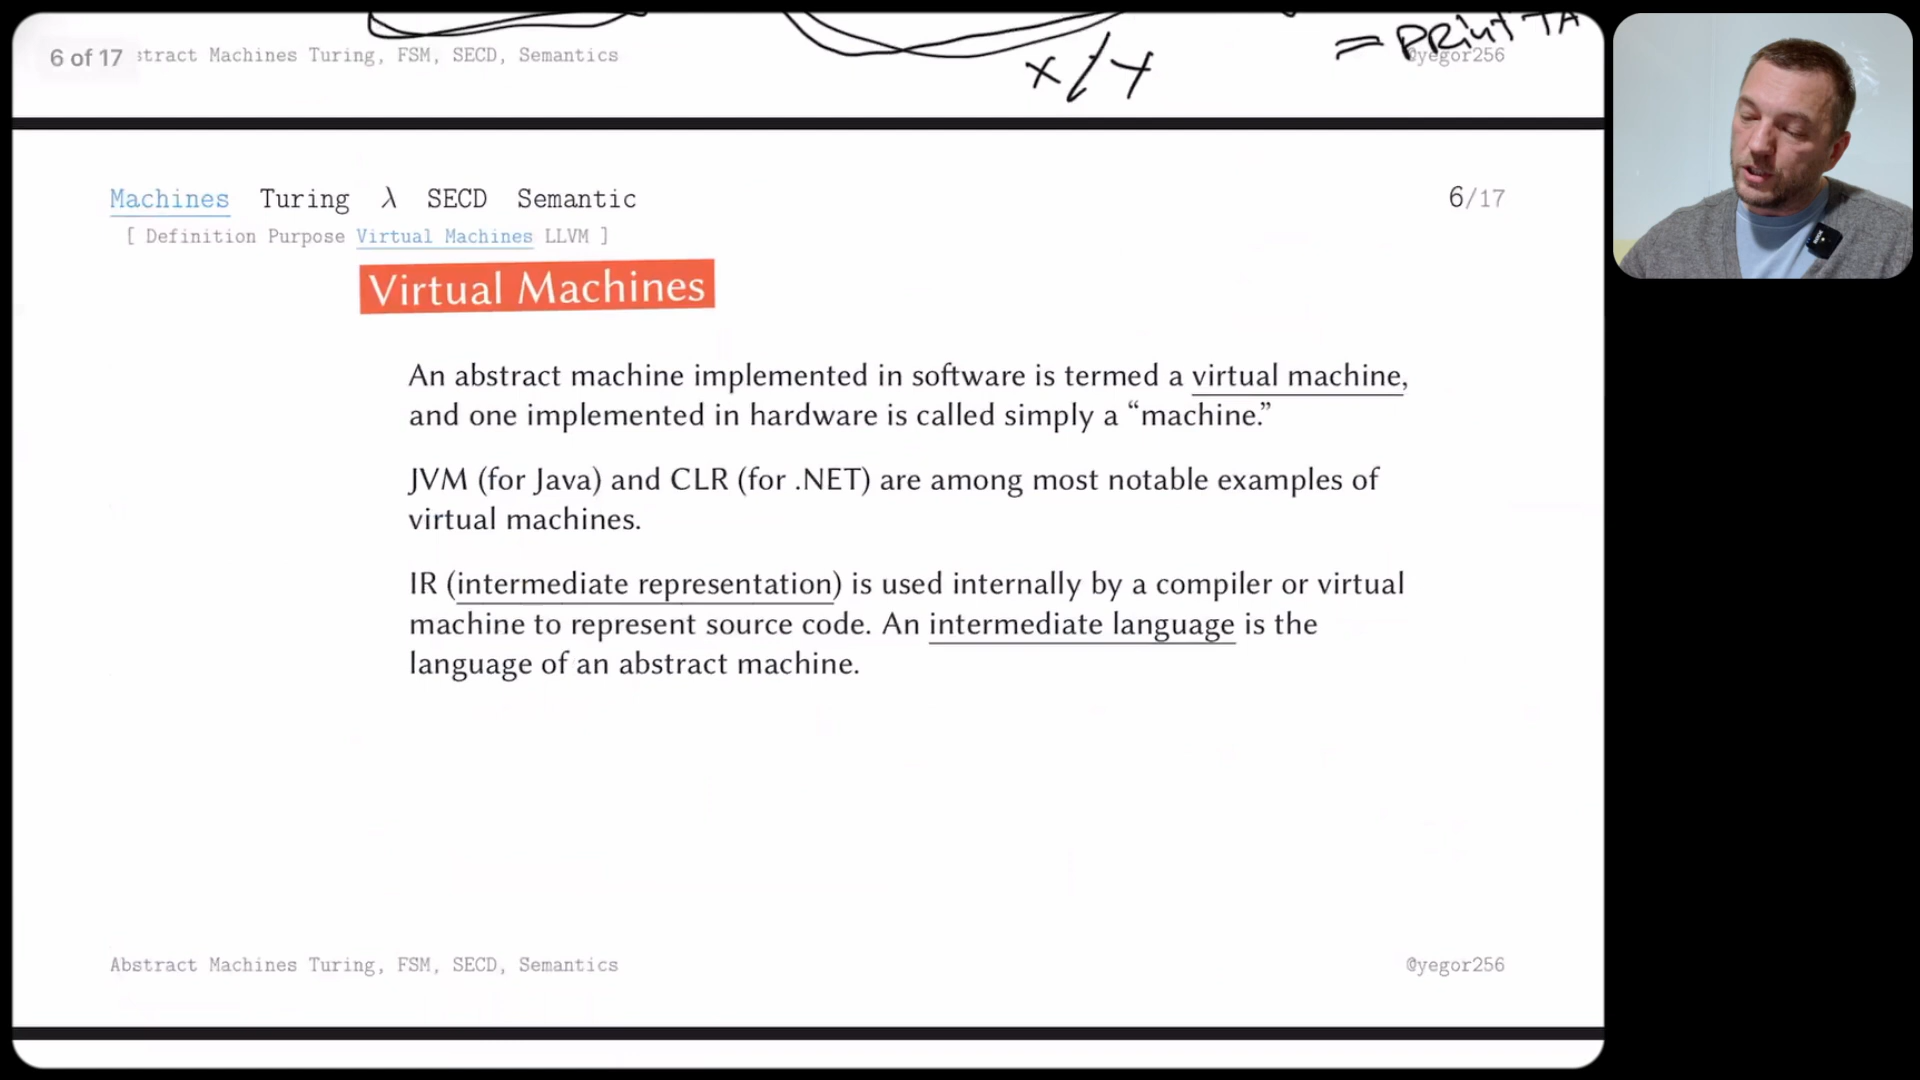 6 of 17 stract Machines Turing, FSM, SECD, Semantics
x/y
= PRiNT TA
@yegor256
Machines Turing λ SECD Semantic
6/17
[ Definition Purpose Virtual Machines LLVM ]
Virtual Machines
An abstract machine implemented in software is termed a virtual machine,
and one implemented in hardware is called simply a “machine.”
JVM (for Java) and CLR (for .NET) are among most notable examples of
virtual machines.
IR (intermediate representation) is used internally by a compiler or virtual
machine to represent source code. An intermediate language is the
language of an abstract machine.
Abstract Machines Turing, FSM, SECD, Semantics
@yegor256